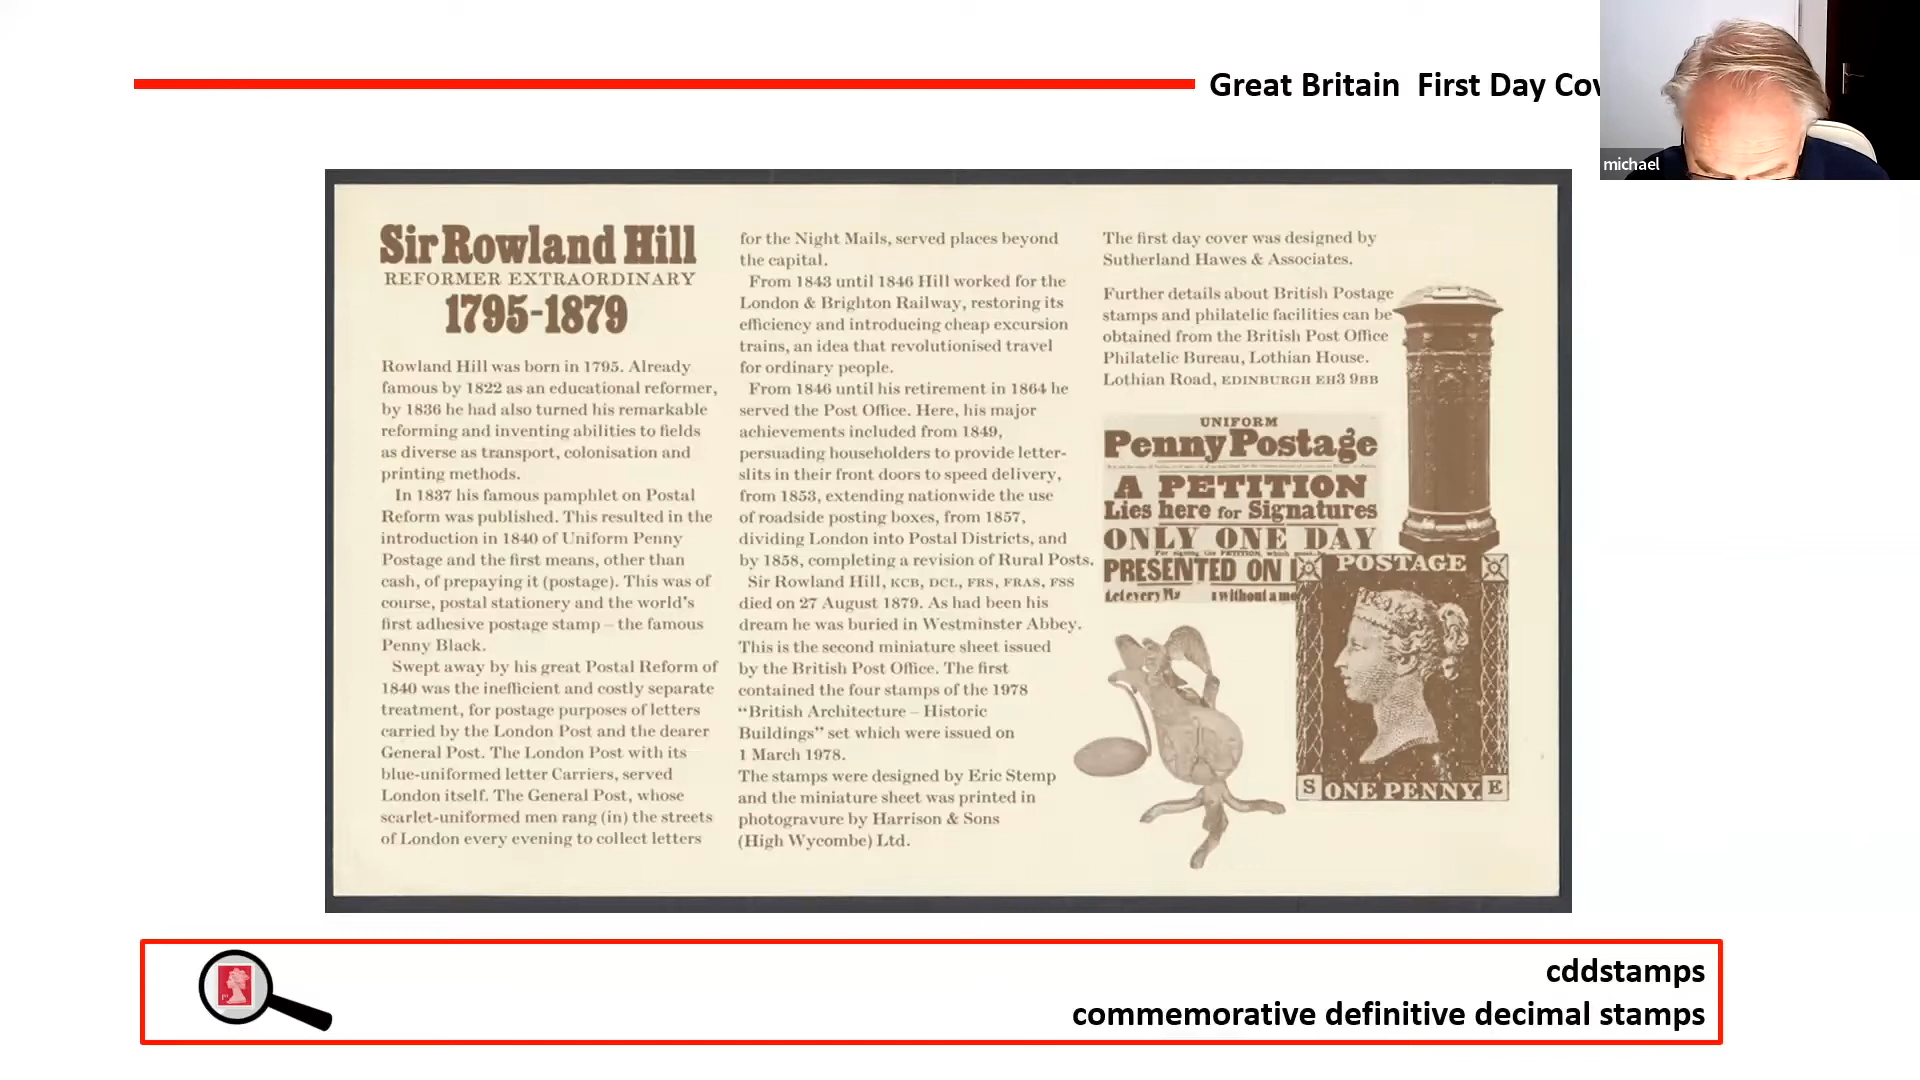 Great Britain  First Day Cov
michael
Sir Rowland Hill
REFORMER EXTRAORDINARY
1795-1879
Rowland Hill was born in 1795. Already
famous by 1822 as an educational reformer,
by 1836 he had also turned his remarkable
reforming and inventing abilities to fields
as diverse as transport, colonisation and
printing methods.
In 1837 his famous pamphlet on Postal
Reform was published. This resulted in the
introduction in 1840 of Uniform Penny
Postage and the first means, other than
cash, of prepaying it (postage). This was of
course, postal stationery and the world's
first adhesive postage stamp – the famous
Penny Black.
Swept away by his great Postal Reform of
1840 was the inefficient and costly separate
treatment, for postage purposes of letters
carried by the London Post and the dearer
General Post. The London Post with its
blue-uniformed letter Carriers, served
London itself. The General Post, whose
scarlet-uniformed men rang (in) the streets
of London every evening to collect letters
for the Night Mails, served places beyond
the capital.
From 1843 until 1846 Hill worked for the
London & Brighton Railway, restoring its
efficiency and introducing cheap excursion
trains, an idea that revolutionised travel
for ordinary people.
From 1846 until his retirement in 1864 he
served the Post Office. Here, his major
achievements included from 1849,
persuading householders to provide letter-
slits in their front doors to speed delivery,
from 1853, extending nationwide the use
of roadside posting boxes, from 1857,
dividing London into Postal Districts, and
by 1858, completing a revision of Rural Posts.
Sir Rowland Hill, KCB, DCL, FRS, FRAS, FSS
died on 27 August 1879. As had been his
dream he was buried in Westminster Abbey.
This is the second miniature sheet issued
by the British Post Office. The first
contained the four stamps of the 1978
“British Architecture – Historic
Buildings” set which were issued on
1 March 1978.
The stamps were designed by Eric Stemp
and the miniature sheet was printed in
photogravure by Harrison & Sons
(High Wycombe) Ltd.
The first day cover was designed by
Sutherland Hawes & Associates.
Further details about British Postage
stamps and philatelic facilities can be
obtained from the British Post Office
Philatelic Bureau, Lothian House.
Lothian Road, EDINBURGH EH3 9BB
UNIFORM
Penny Postage
A PETITION
Lies here for Signatures
ONLY ONE DAY
PRESENTED ON
Let every
without a
POSTAGE
S ONE PENNY. E
cddstamps
commemorative definitive decimal stamps